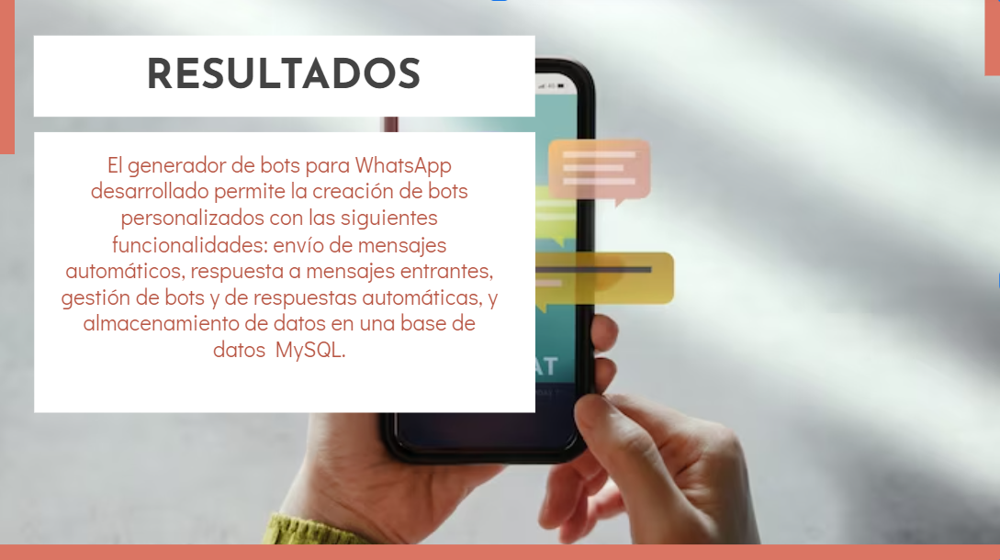 RESULTADOS
El generador de bots para WhatsApp
desarrollado permite la creación de bots
personalizados con las siguientes
funcionalidades: envío de mensajes
automáticos, respuesta a mensajes entrantes,
gestión de bots y de respuestas automáticas, y
almacenamiento de datos en una base de
datos  MySQL.
AT